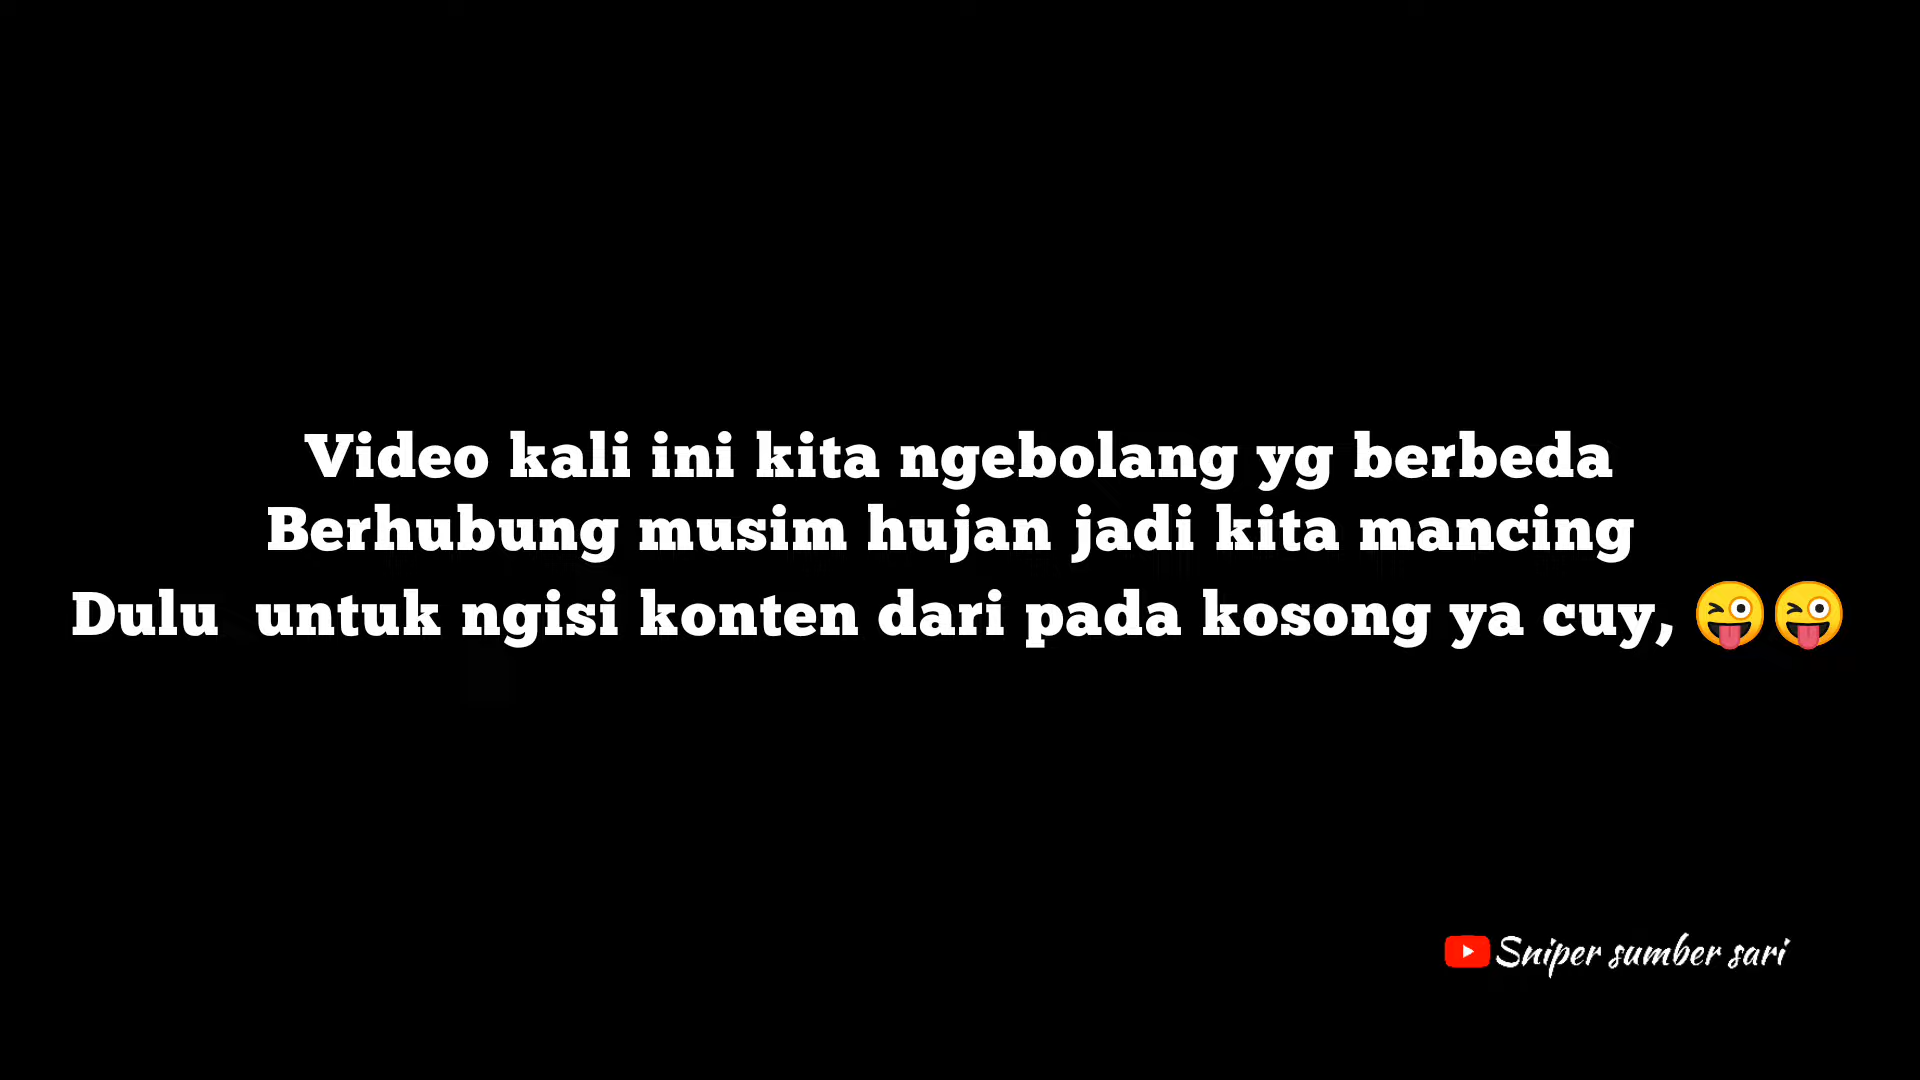 Video kali ini kita ngebolang yg berbeda
Berhubung musim hujan jadi kita mancing
Dulu  untuk ngisi konten dari pada kosong ya cuy, 😜😜
Sniper sumber sari